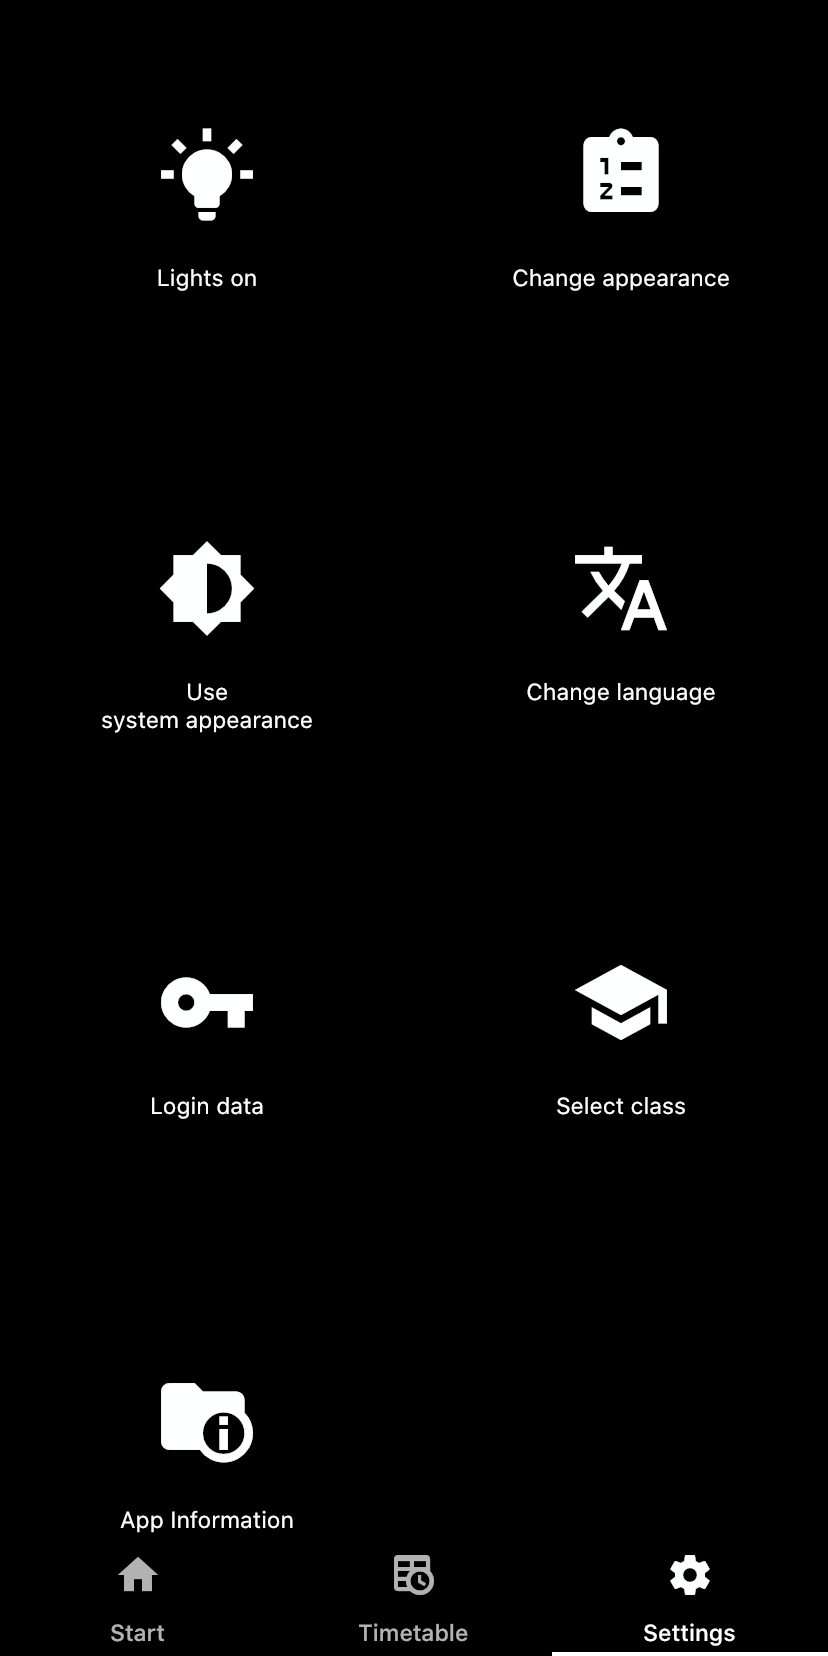 Lights on
Change appearance
Use
system appearance
Change language
Login data
Select class
App Information
Start
Timetable
Settings